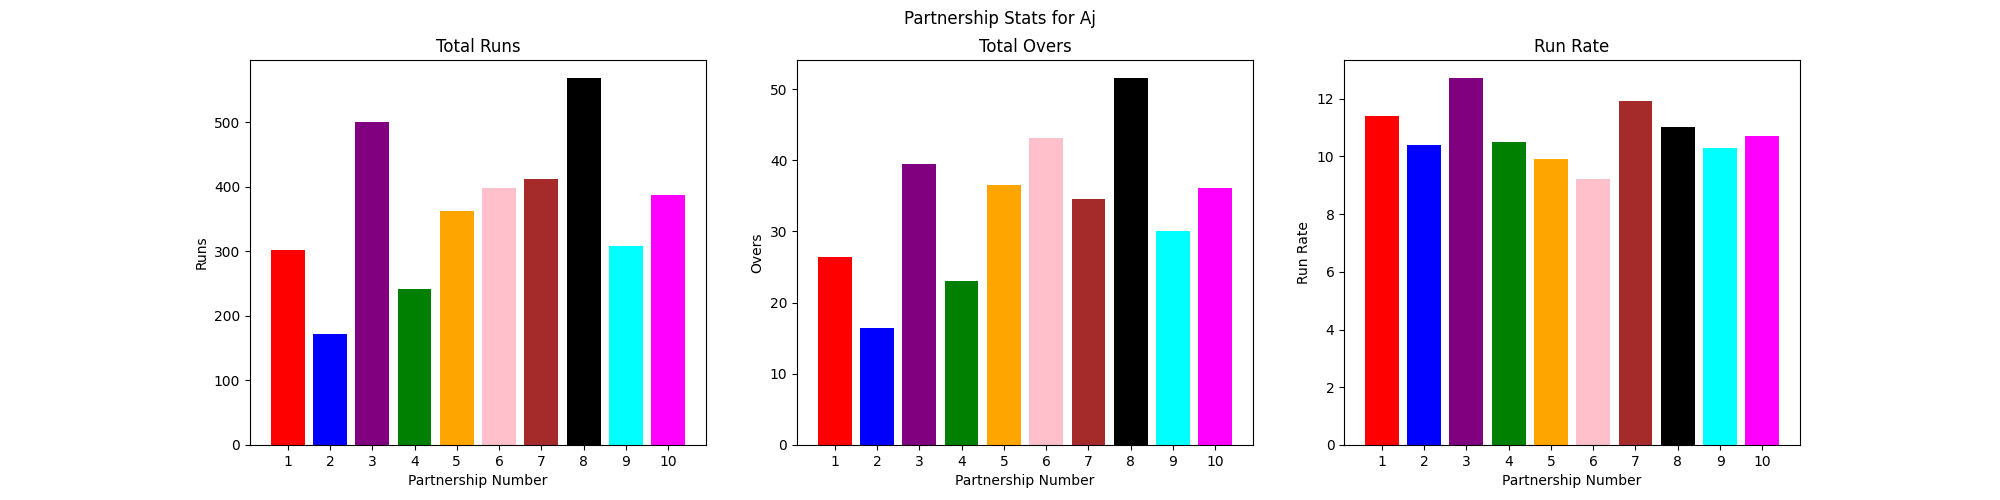 Partnership Stats for Aj
Total Runs
Runs
500
400
300
200
100
0
1 2 3 4 5 6 7 8 9 10
Partnership Number
Total Overs
Overs
50
40
30
20
10
0
1 2 3 4 5 6 7 8 9 10
Partnership Number
Run Rate
Run Rate
12
10
8
6
4
2
0
1 2 3 4 5 6 7 8 9 10
Partnership Number